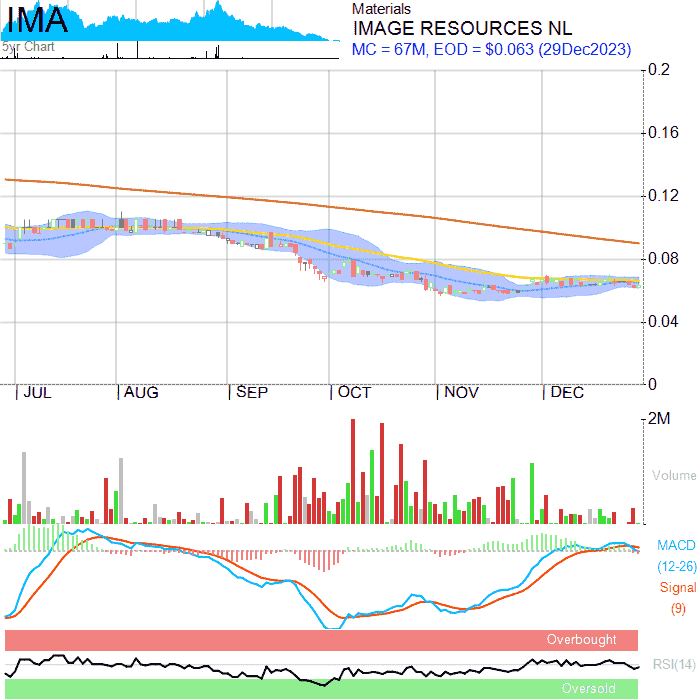 IMA
5yr Chart
Materials
IMAGE RESOURCES NL
MC = 67M, EOD = $0.063 (29Dec2023)
0.2
0.16
0.12
0.08
0.04
0
JUL AUG SEP OCT NOV DEC
2M
Volume
MACD
(12-26)
Signal
(9)
Overbought
RSI(14)
Oversold